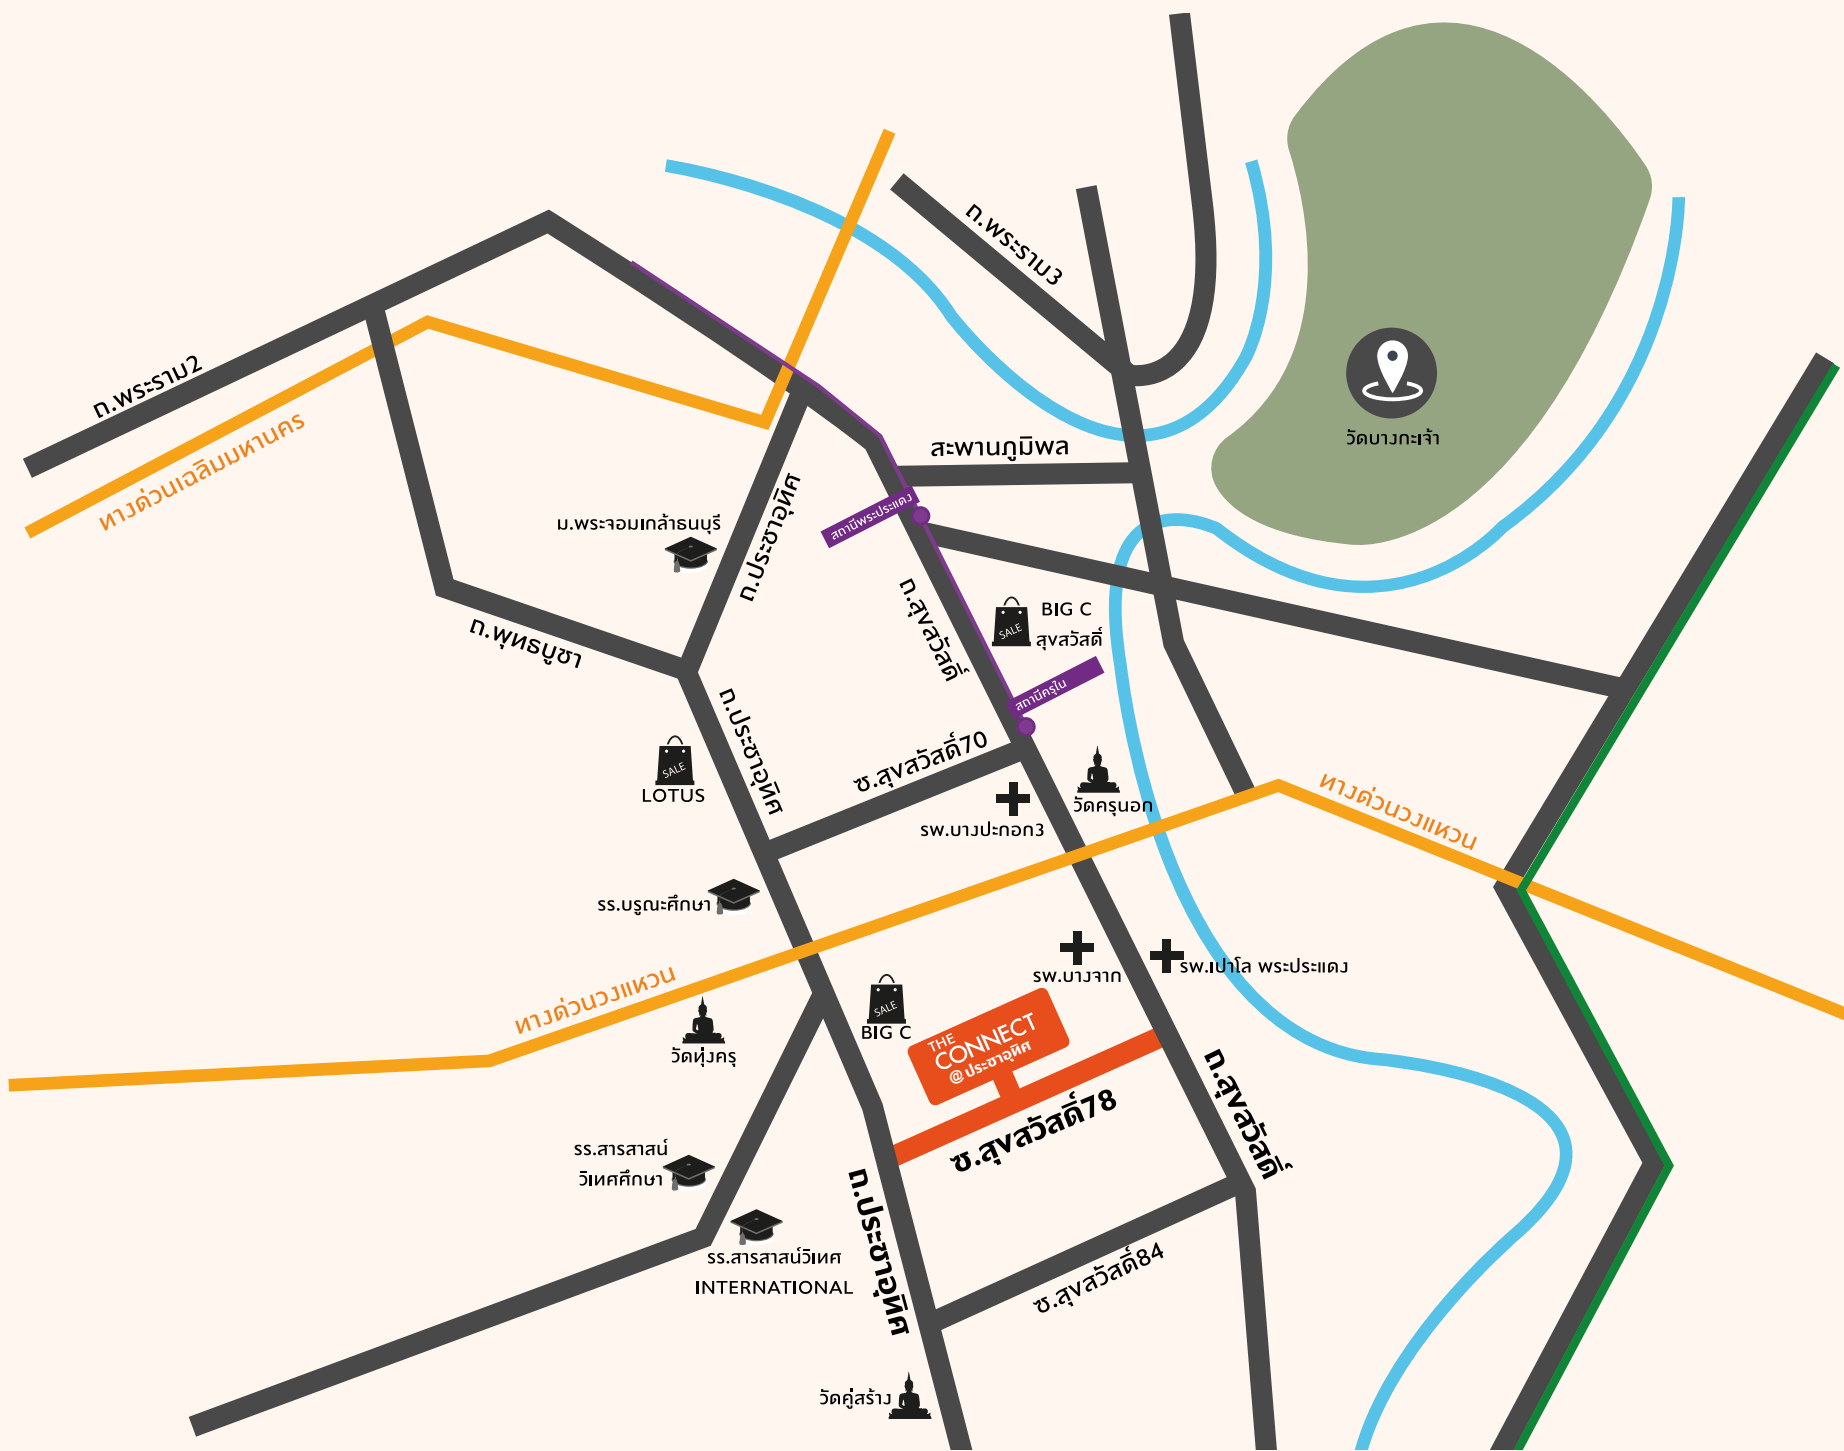 ถ.พระราม3
ถ.พระราม2
ทางด่วนเฉลิมมหานคร
วัดบางกะเจ้า
สะพานภูมิพล
สถานีพระประแดง
ม.พระจอมเกล้าธนบุรี
ถ.ประชาอุทิศ
ถ.สุขสวัสดิ์
SALE
BIG C
สุขสวัสดิ์
ถ.พุทธบูชา
สถานีครุใน
ถ.ประชาอุทิศ
ซ.สุขสวัสดิ์70
SALE
LOTUS
วัดครุนอก
รพ.บางปะกอก3
ทางด่วนวงแหวน
รร.บรูณะศึกษา
รพ.บางจาก
รพ.เปาโล พระประแดง
ทางด่วนวงแหวน
SALE
BIG C
THE
CONNECT
@ประชาอุทิศ
วัดทุ่งครุ
ซ.สุขสวัสดิ์78
ถ.สุขสวัสดิ์
รร.สารสาสน์
วิเทศศึกษา
ถ.ประชาอุทิศ
รร.สารสาสน์วิเทศ
INTERNATIONAL
ซ.สุขสวัสดิ์84
วัดคู่สร้าง